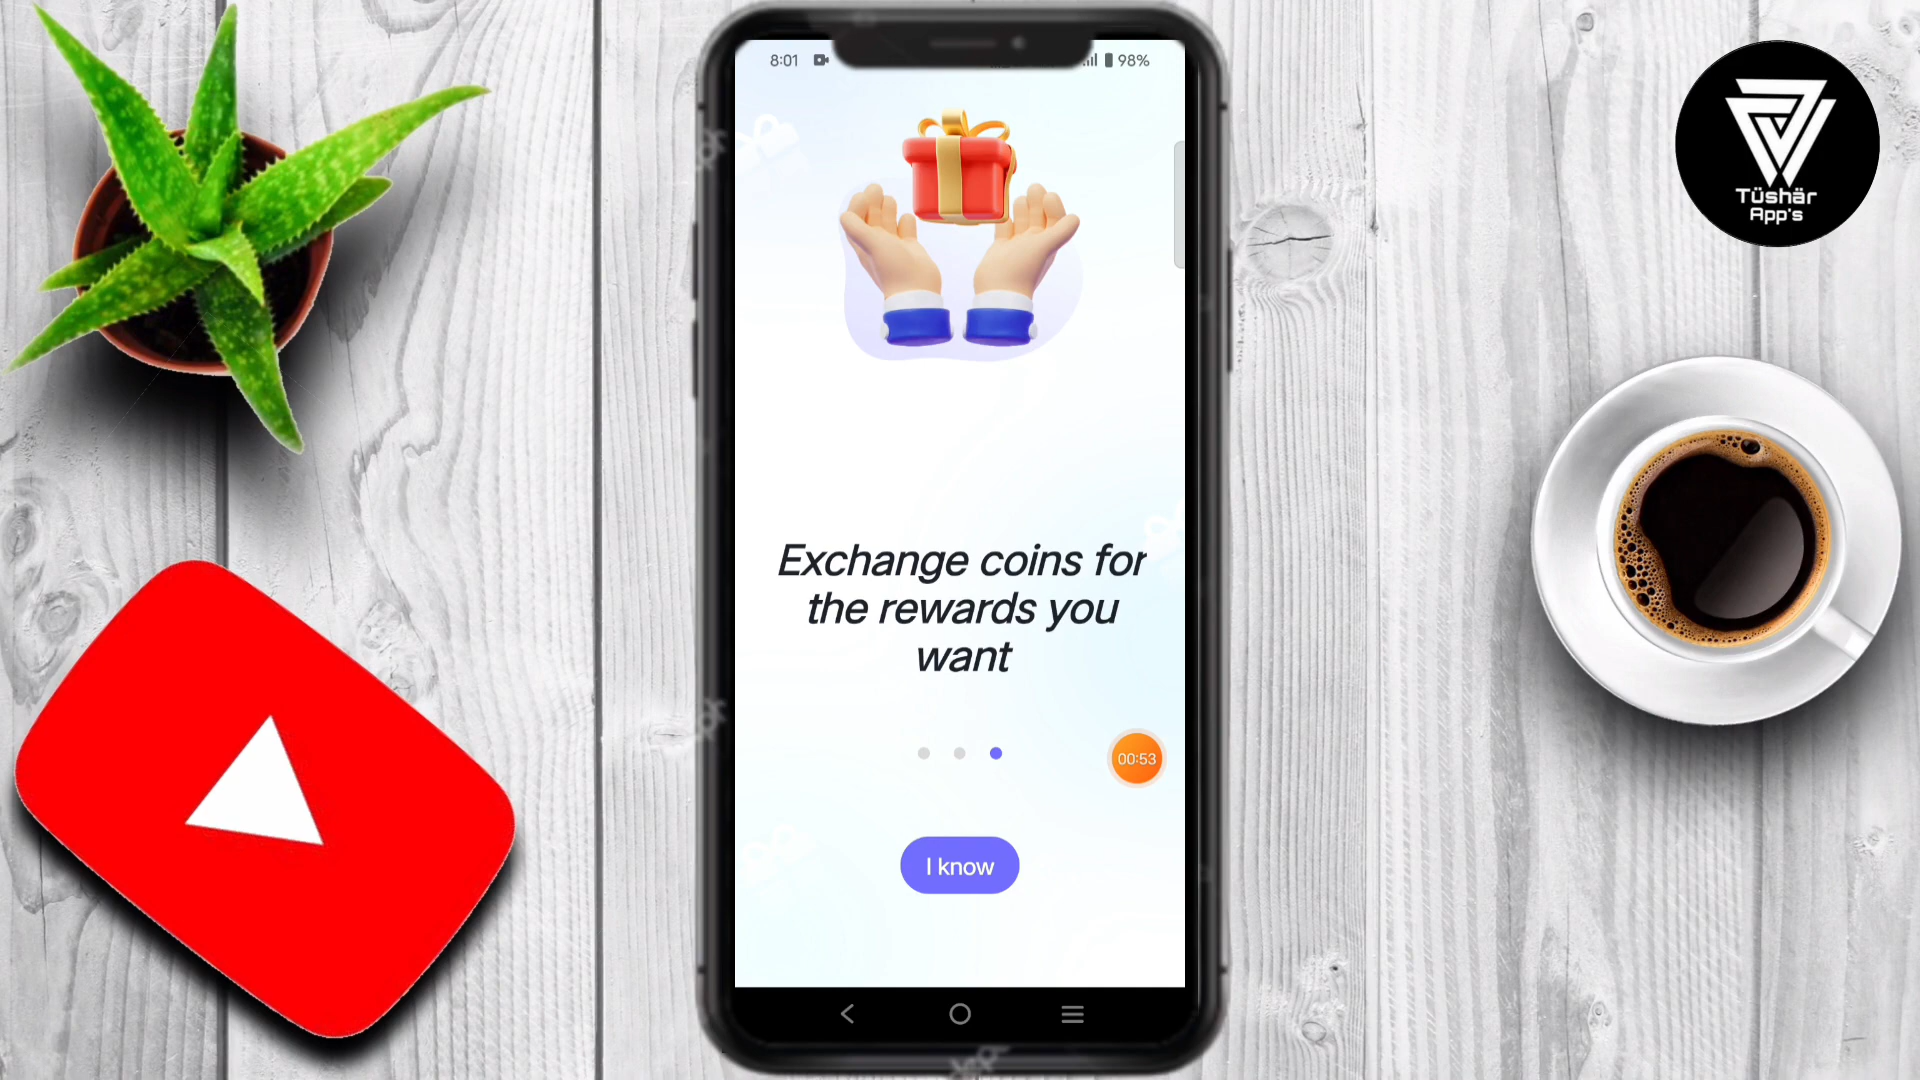 8:01
98%
Tüshär
App's
Exchange coins for
the rewards you
want
00:53
I know